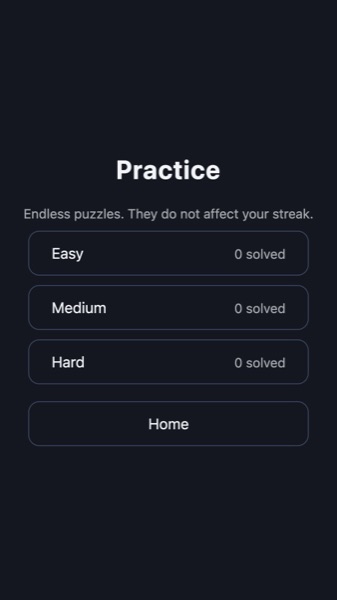 Practice
Endless puzzles. They do not affect your streak.
Easy 0 solved
Medium 0 solved
Hard 0 solved
Home